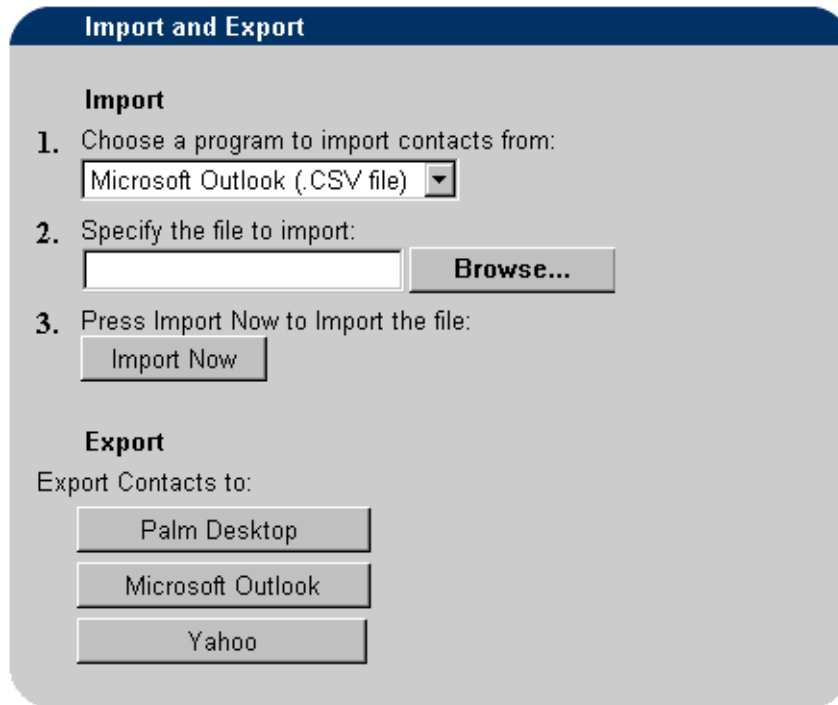 Import and Export
Import
1. Choose a program to import contacts from:
Microsoft Outlook (.CSV file)
2. Specify the file to import:
Browse...
3. Press Import Now to Import the file:
Import Now
Export
Export Contacts to:
Palm Desktop
Microsoft Outlook
Yahoo